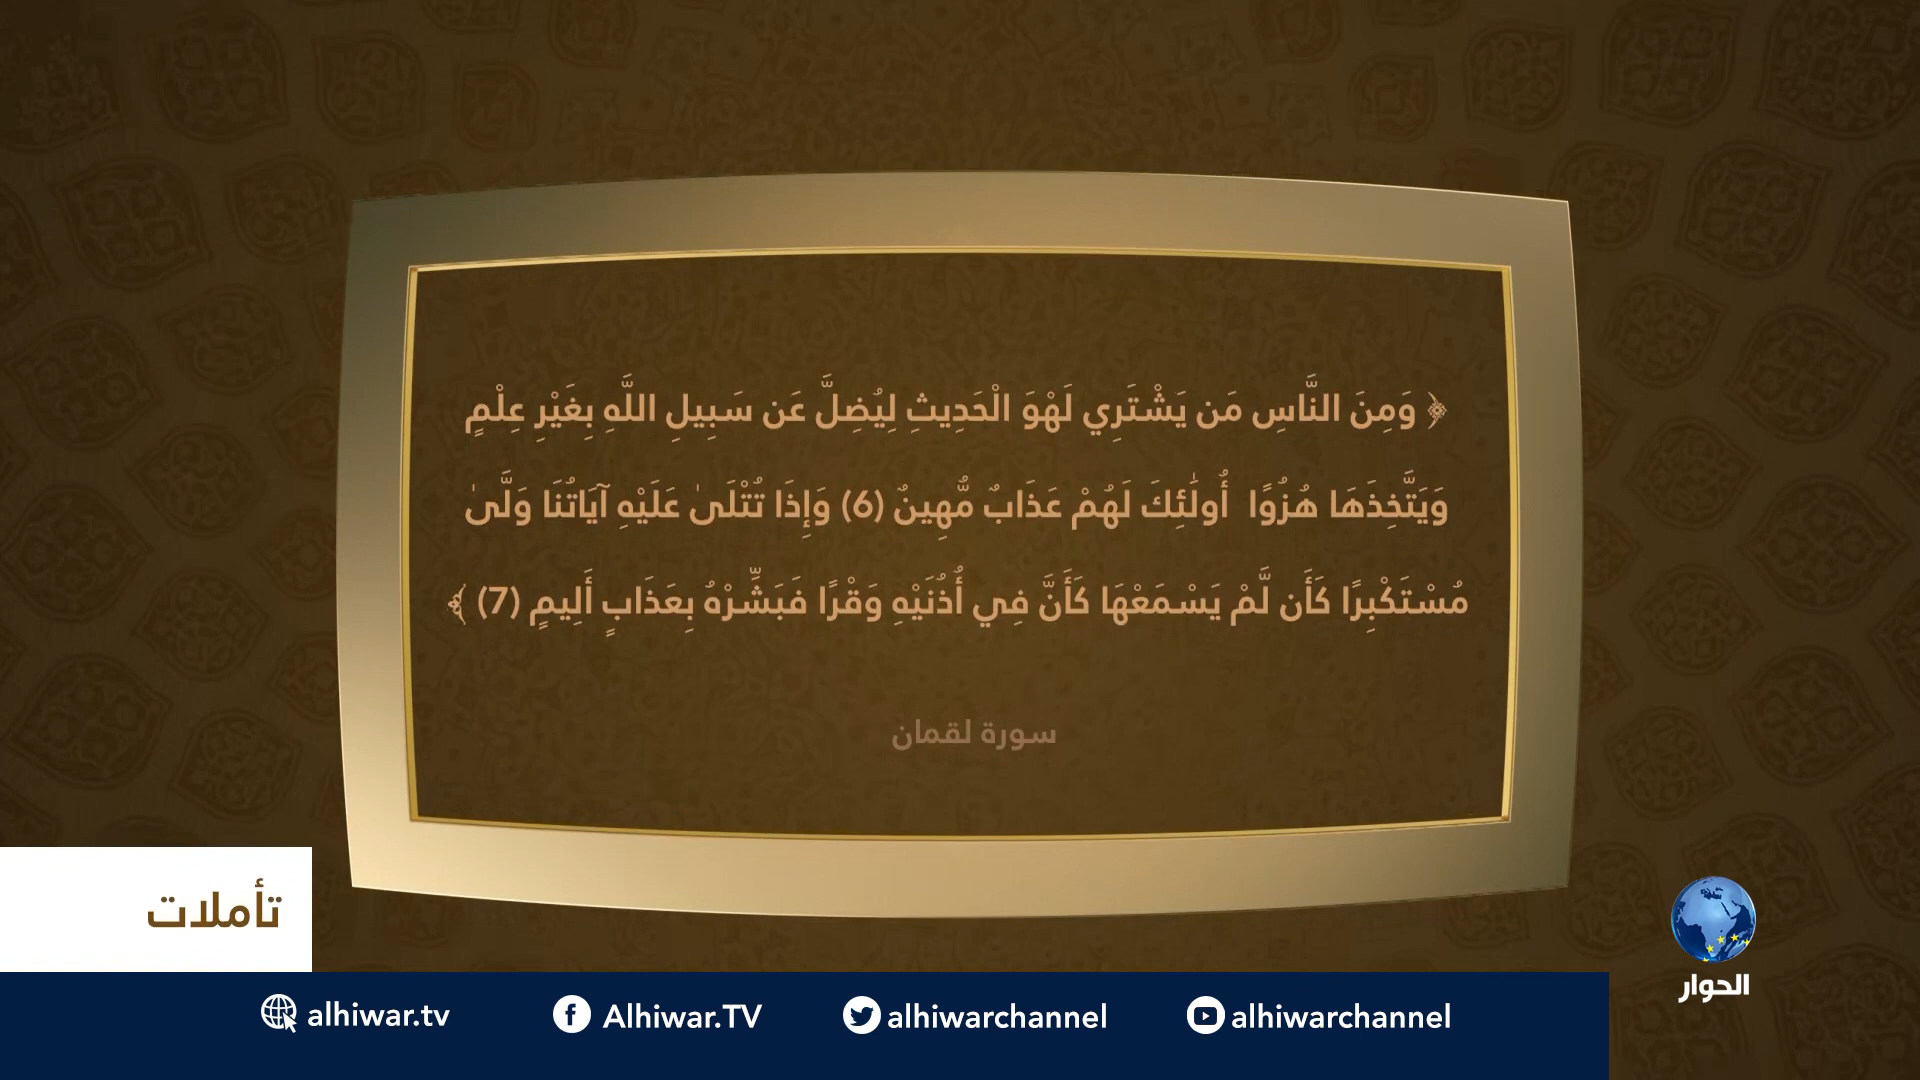 ﴿ وَمِنَ النَّاسِ مَن يَشْتَرِي لَهْوَ الْحَدِيثِ لِيُضِلَّ عَن سَبِيلِ اللَّهِ بِغَيْرِ عِلْمٍ
وَيَتَّخِذَهَا هُزُوًا أُولَٰئِكَ لَهُمْ عَذَابٌ مُّهِينٌ (6) وَإِذَا تُتْلَىٰ عَلَيْهِ آيَاتُنَا وَلَّىٰ
مُسْتَكْبِرًا كَأَن لَّمْ يَسْمَعْهَا كَأَنَّ فِي أُذُنَيْهِ وَقْرًا فَبَشِّرْهُ بِعَذَابٍ أَلِيمٍ (7) ﴾
سورة لقمان
تأملات
الحوار
alhiwar.tv
Alhiwar.TV
alhiwarchannel
alhiwarchannel